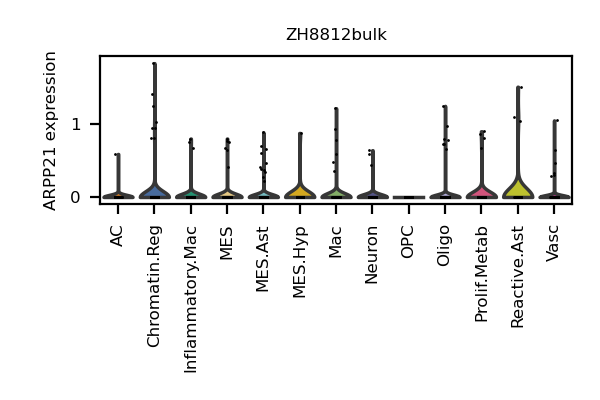 ZH8812bulk
ARPP21 expression
1
0
AC
Chromatin.Reg
Inflammatory.Mac
MES
MES.Ast
MES.Hyp
Mac
Neuron
OPC
Oligo
Prolif.Metab
Reactive.Ast
Vasc